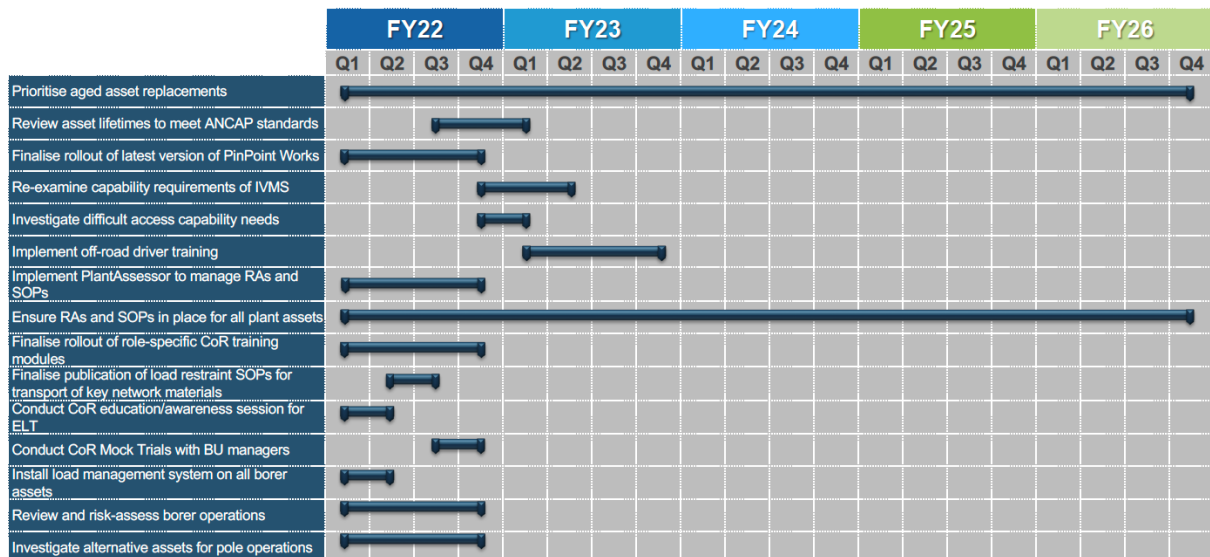 FY22 FY23 FY24 FY25 FY26
Q1 Q2 Q3 Q4 Q1 Q2 Q3 Q4 Q1 Q2 Q3 Q4 Q1 Q2 Q3 Q4 Q1 Q2 Q3 Q4
Prioritise aged asset replacements
Review asset lifetimes to meet ANCAP standards
Finalise rollout of latest version of PinPoint Works
Re-examine capability requirements of IVMS
Investigate difficult access capability needs
Implement off-road driver training
Implement PlantAssessor to manage RAs and
SOPs
Ensure RAs and SOPs in place for all plant assets
Finalise rollout of role-specific CoR training
modules
Finalise publication of load restraint SOPs for
transport of key network materials
Conduct CoR education/awareness session for
ELT
Conduct CoR Mock Trials with BU managers
Install load management system on all borer
assets
Review and risk-assess borer operations
Investigate alternative assets for pole operations